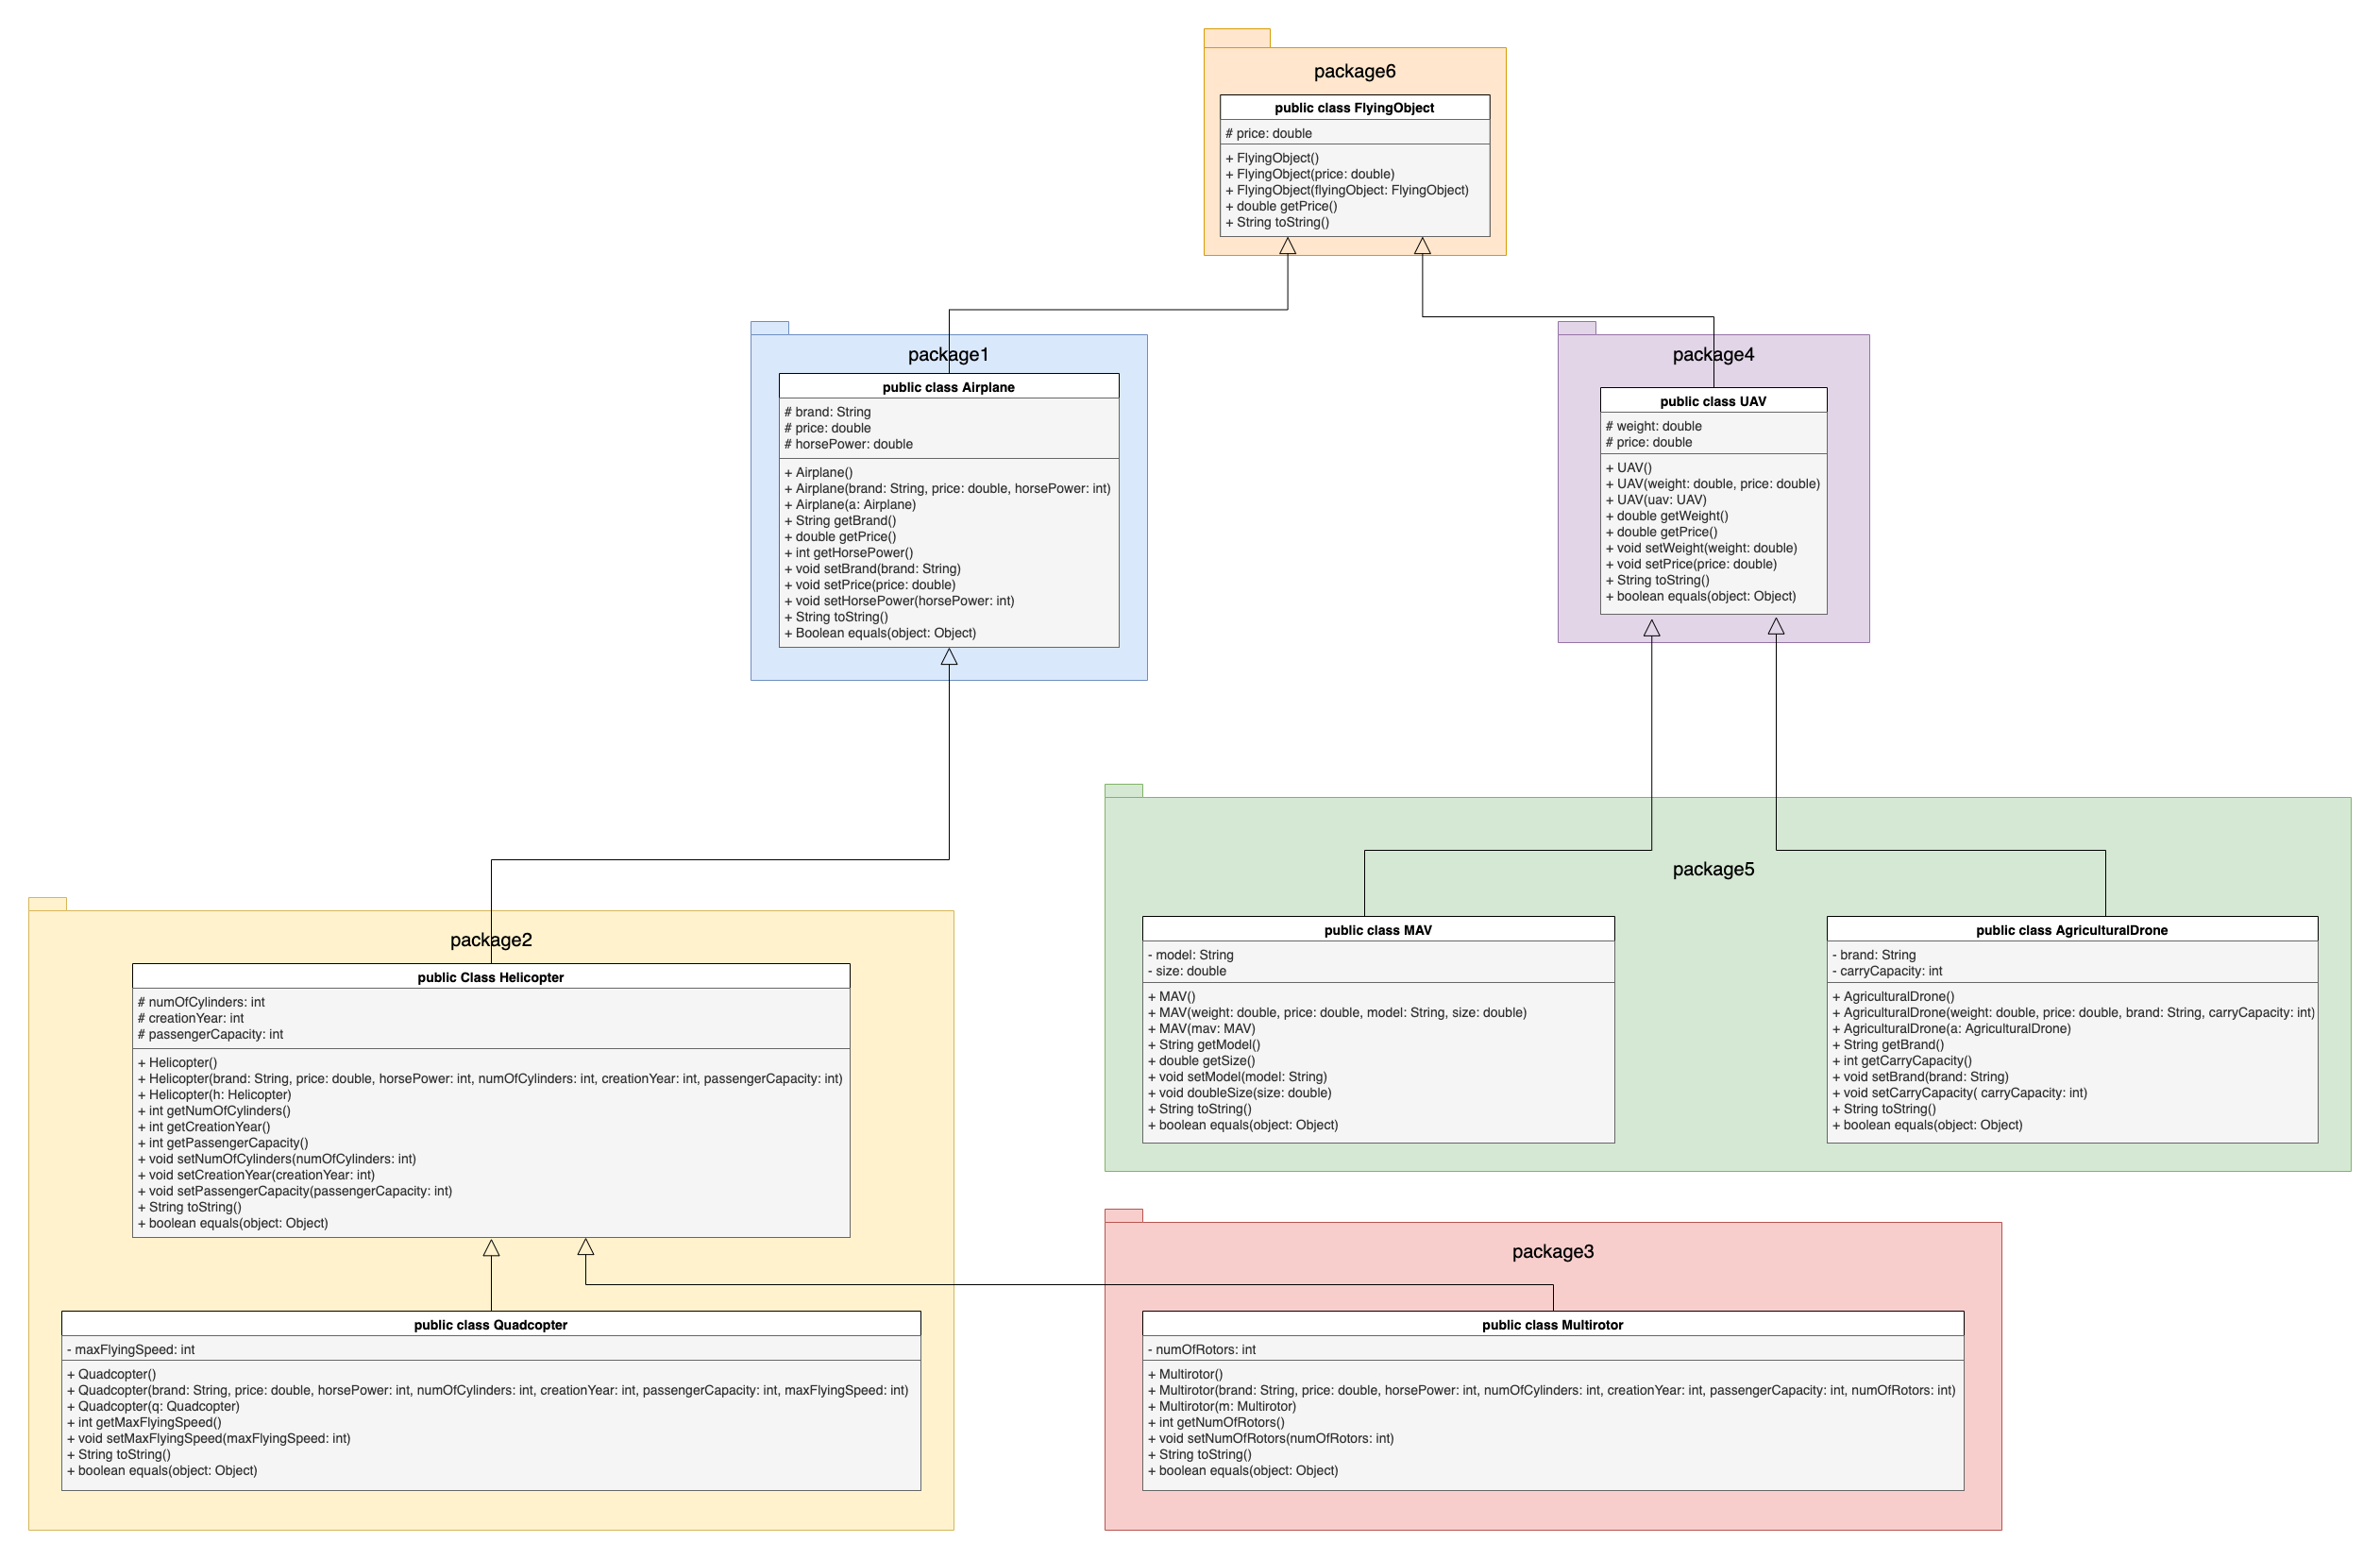 package6
public class FlyingObject
# price: double
+ FlyingObject()
+ FlyingObject(price: double)
+ FlyingObject(flyingObject: FlyingObject)
+ double getPrice()
+ String toString()
package1
public class Airplane
# brand: String
# price: double
# horsePower: double
+ Airplane()
+ Airplane(brand: String, price: double, horsePower: int)
+ Airplane(a: Airplane)
+ String getBrand()
+ double getPrice()
+ int getHorsePower()
+ void setBrand(brand: String)
+ void setPrice(price: double)
+ void setHorsePower(horsePower: int)
+ String toString()
+ Boolean equals(object: Object)
package4
public class UAV
# weight: double
# price: double
+ UAV()
+ UAV(weight: double, price: double)
+ UAV(uav: UAV)
+ double getWeight()
+ double getPrice()
+ void setWeight(weight: double)
+ void setPrice(price: double)
+ String toString()
+ boolean equals(object: Object)
package5
public class MAV
- model: String
- size: double
+ MAV()
+ MAV(weight: double, price: double, model: String, size: double)
+ MAV(mav: MAV)
+ String getModel()
+ double getSize()
+ void setModel(model: String)
+ void doubleSize(size: double)
+ String toString()
+ boolean equals(object: Object)
public class AgriculturalDrone
- brand: String
- carryCapacity: int
+ AgriculturalDrone()
+ AgriculturalDrone(weight: double, price: double, brand: String, carryCapacity: int)
+ AgriculturalDrone(a: AgriculturalDrone)
+ String getBrand()
+ int getCarryCapacity()
+ void setBrand(brand: String)
+ void setCarryCapacity( carryCapacity: int)
+ String toString()
+ boolean equals(object: Object)
package2
public Class Helicopter
# numOfCylinders: int
# creationYear: int
# passengerCapacity: int
+ Helicopter()
+ Helicopter(brand: String, price: double, horsePower: int, numOfCylinders: int, creationYear: int, passengerCapacity: int)
+ Helicopter(h: Helicopter)
+ int getNumOfCylinders()
+ int getCreationYear()
+ int getPassengerCapacity()
+ void setNumOfCylinders(numOfCylinders: int)
+ void setCreationYear(creationYear: int)
+ void setPassengerCapacity(passengerCapacity: int)
+ String toString()
+ boolean equals(object: Object)
public class Quadcopter
- maxFlyingSpeed: int
+ Quadcopter()
+ Quadcopter(brand: String, price: double, horsePower: int, numOfCylinders: int, creationYear: int, passengerCapacity: int, maxFlyingSpeed: int)
+ Quadcopter(q: Quadcopter)
+ int getMaxFlyingSpeed()
+ void setMaxFlyingSpeed(maxFlyingSpeed: int)
+ String toString()
+ boolean equals(object: Object)
package3
public class Multirotor
- numOfRotors: int
+ Multirotor()
+ Multirotor(brand: String, price: double, horsePower: int, numOfCylinders: int, creationYear: int, passengerCapacity: int, numOfRotors: int)
+ Multirotor(m: Multirotor)
+ int getNumOfRotors()
+ void setNumOfRotors(numOfRotors: int)
+ String toString()
+ boolean equals(object: Object)